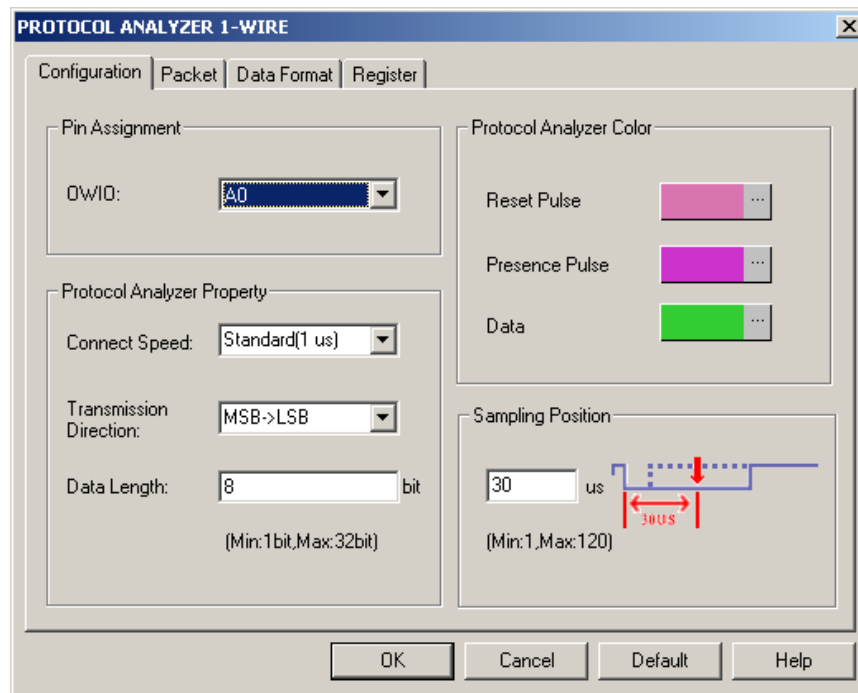 PROTOCOL ANALYZER 1-WIRE
Configuration
Packet
Data Format
Register
Pin Assignment
OWIO:
A0
Protocol Analyzer Property
Connect Speed:
Standard(1 us)
Transmission
Direction:
MSB->LSB
Data Length:
8
bit
(Min:1bit,Max:32bit)
Protocol Analyzer Color
Reset Pulse
...
Presence Pulse
...
Data
...
Sampling Position
30
us
30US
(Min:1,Max:120)
OK
Cancel
Default
Help